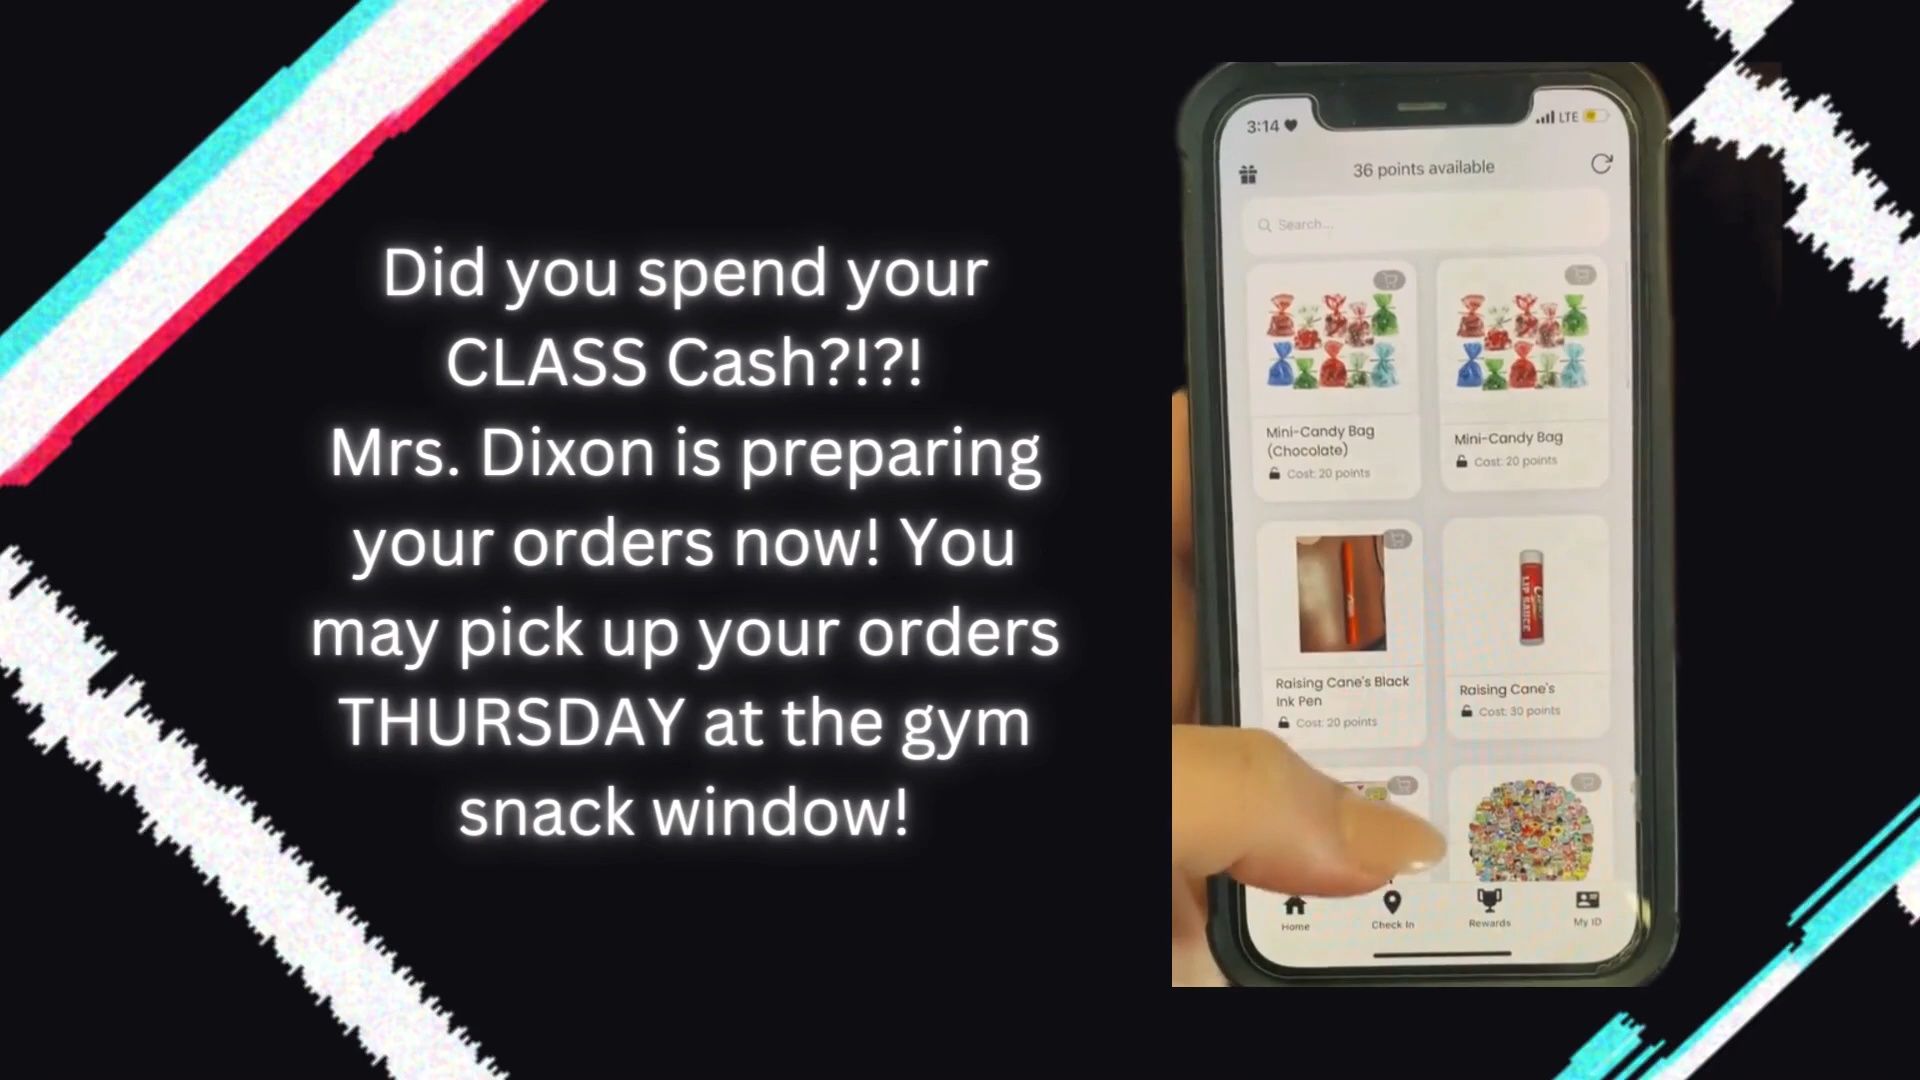 Did you spend your
CLASS Cash?!?!
Mrs. Dixon is preparing
your orders now! You
may pick up your orders
THURSDAY at the gym
snack window!
3:14
LTE
36 points available
Search...
Mini-Candy Bag
(Chocolate)
Cost: 20 points
Mini-Candy Bag
Cost: 20 points
Raising Cane's Black
Ink Pen
Cost: 20 points
LIP SAUCE
Raising Cane's
Cost: 30 points
Home
Check In
Rewards
My ID